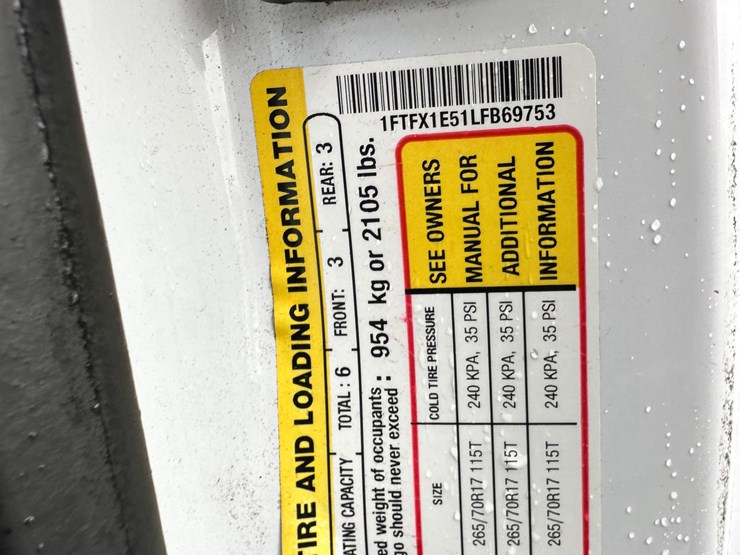 TIRE AND LOADING INFORMATION
ATING CAPACITY TOTAL : 6 FRONT: 3 REAR: 3
ed weight of occupants
go should never exceed : 954 kg or 2105 lbs.
SIZE COLD TIRE PRESSURE
265/70R17 115T 240 KPA, 35 PSI
265/70R17 115T 240 KPA, 35 PSI
265/70R17 115T 240 KPA, 35 PSI
SEE OWNERS
MANUAL FOR
ADDITIONAL
INFORMATION
1FTFX1E51LFB69753